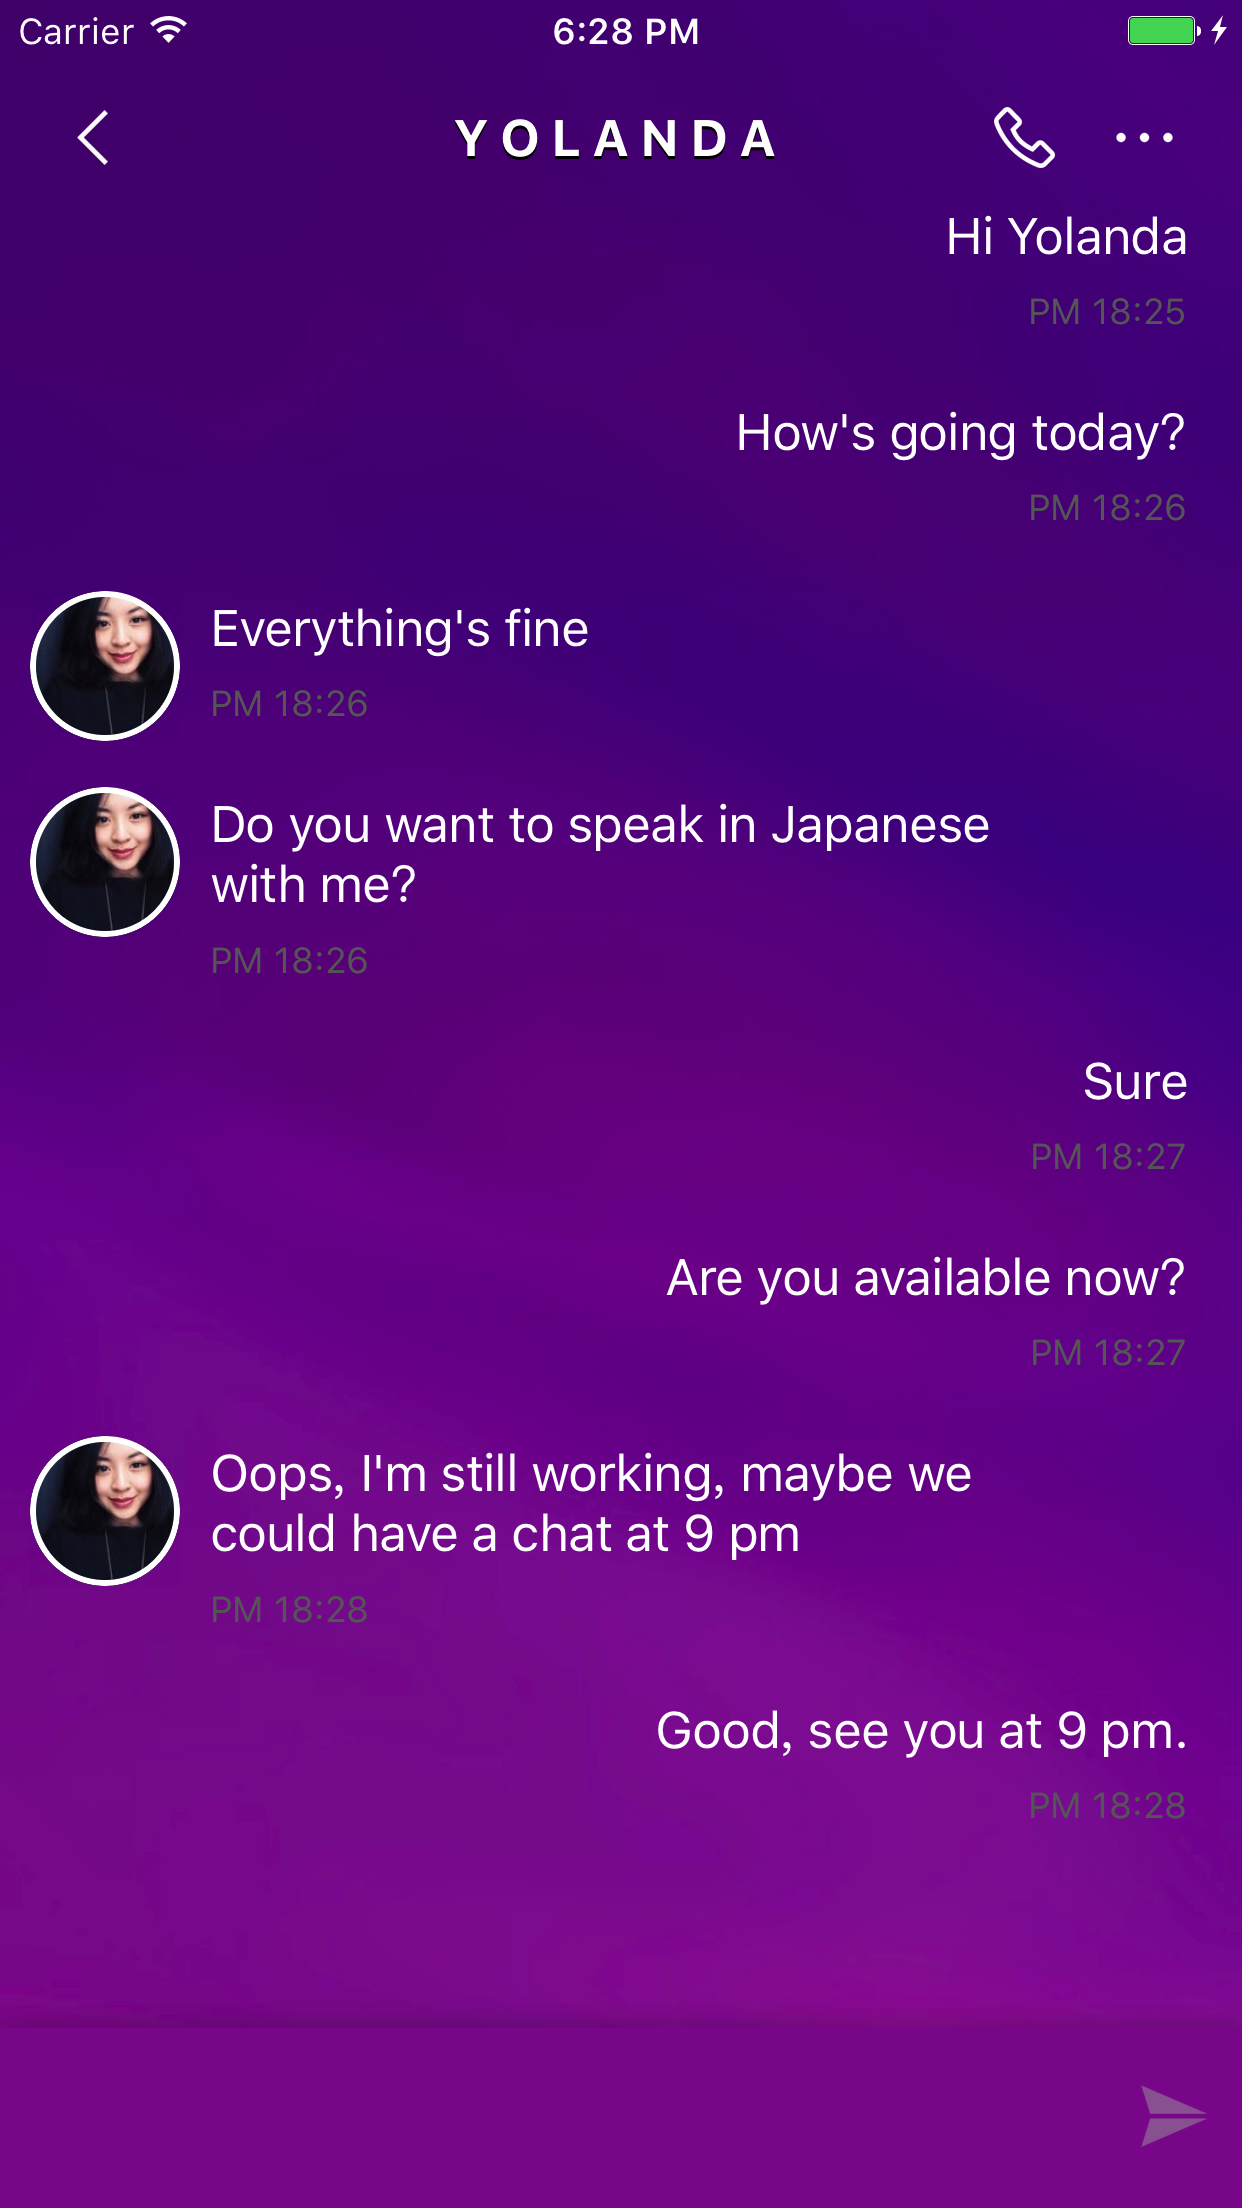 Carrier 6:28 PM
YOLANDA
Hi Yolanda
PM 18:25
How's going today?
PM 18:26
Everything's fine
PM 18:26
Do you want to speak in Japanese
with me?
PM 18:26
Sure
PM 18:27
Are you available now?
PM 18:27
Oops, I'm still working, maybe we
could have a chat at 9 pm
PM 18:28
Good, see you at 9 pm.
PM 18:28